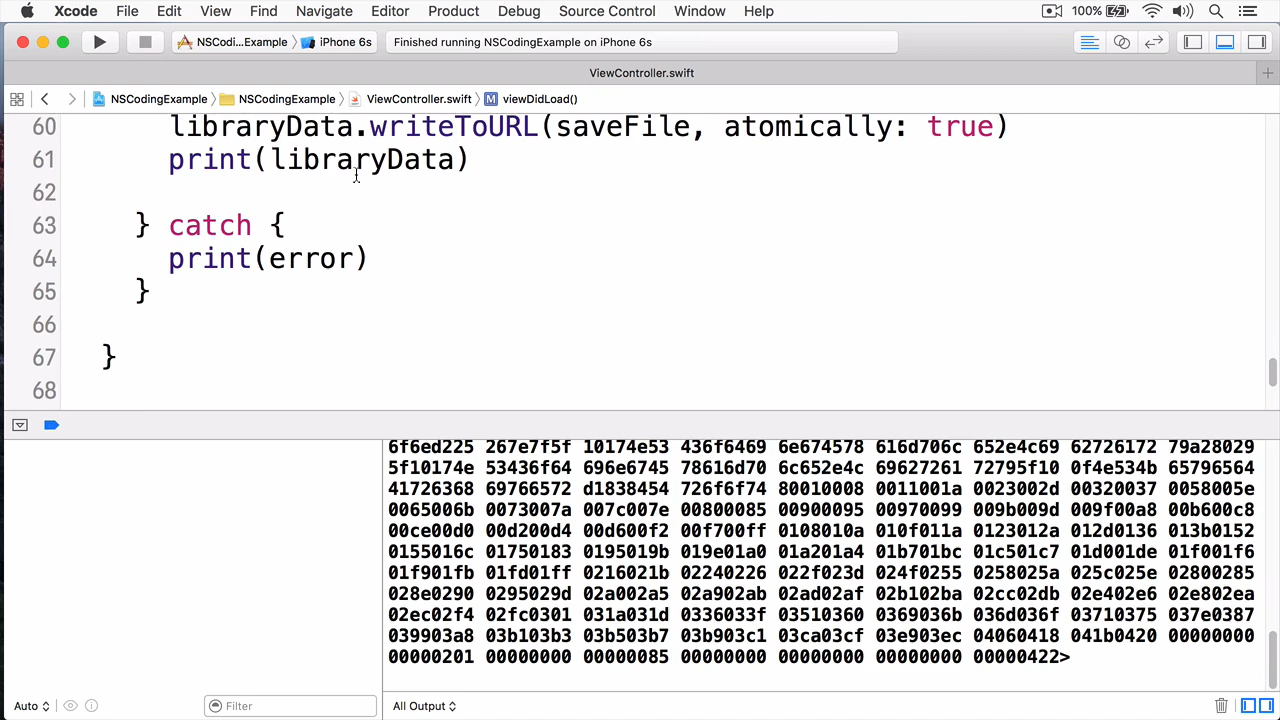 Xcode File Edit View Find Navigate Editor Product Debug Source Control Window Help 100%
NSCodi...Example iPhone 6s Finished running NSCodingExample on iPhone 6s
ViewController.swift
NSCodingExample NSCodingExample ViewController.swift M viewDidLoad()
60 libraryData.writeToURL(saveFile, atomically: true)
61 print(libraryData)
62
63 } catch {
64 print(error)
65 }
66
67 }
68
6f6ed225 267e7f5f 10174e53 436f6469 6e674578 616d706c 652e4c69 62726172 79a28029
5f10174e 53436f64 696e6745 78616d70 6c652e4c 69627261 72795f10 0f4e534b 65796564
41726368 69766572 d1838454 726f6f74 80010008 0011001a 0023002d 00320037 0058005e
0065006b 0073007a 007c007e 00800085 00900095 00970099 009b009d 009f00a8 00b600c8
00ce00d0 00d200d4 00d600f2 00f700ff 0108010a 010f011a 0123012a 012d0136 013b0152
0155016c 01750183 0195019b 019e01a0 01a201a4 01b701bc 01c501c7 01d001de 01f001f6
01f901fb 01fd01ff 0216021b 02240226 022f023d 024f0255 0258025a 025c025e 02800285
028e0290 0295029d 02a002a5 02a902ab 02ad02af 02b102ba 02cc02db 02e402e6 02e802ea
02ec02f4 02fc0301 031a031d 0336033f 03510360 0369036b 036d036f 03710375 037e0387
039903a8 03b103b3 03b503b7 03b903c1 03ca03cf 03e903ec 04060418 041b0420 00000000
00000201 00000000 00000085 00000000 00000000 00000000 00000422>
Auto Filter All Output